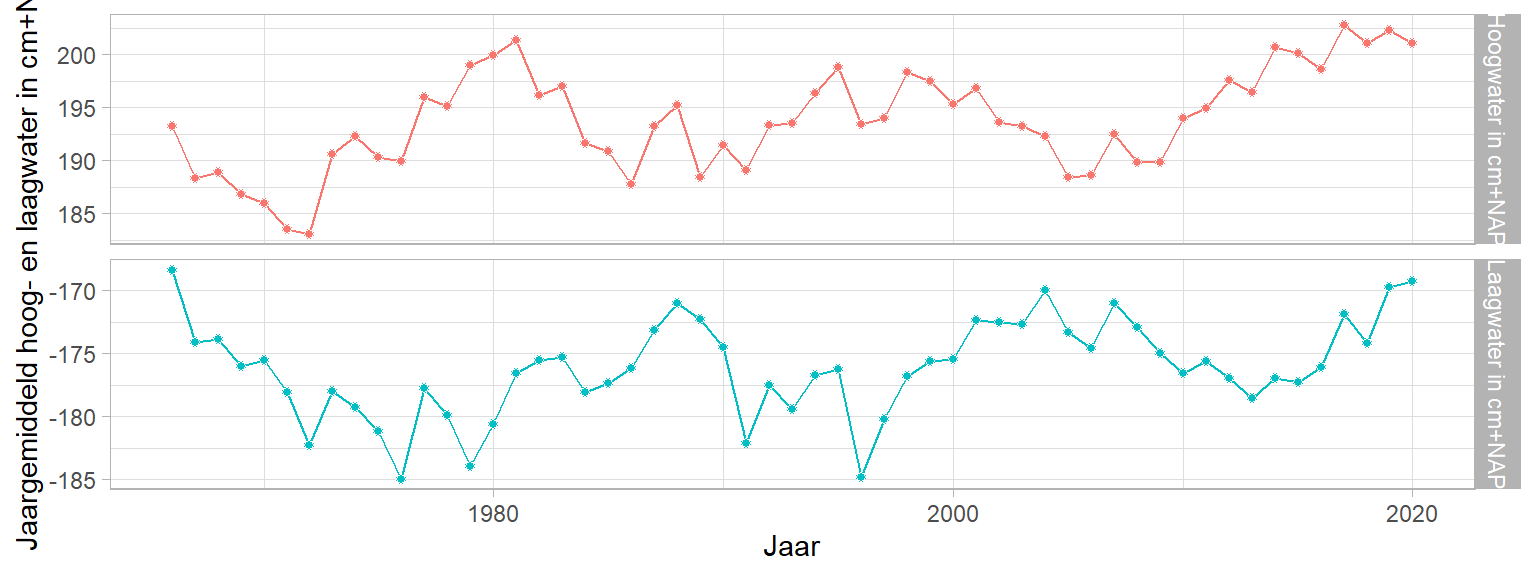 Jaargemiddeld hoog- en laagwater in cm+N
200
195
190
185
Hoogwater in cm+NAP
-170
-175
-180
-185
Laagwater in cm+NAP
1980
2000
2020
Jaar